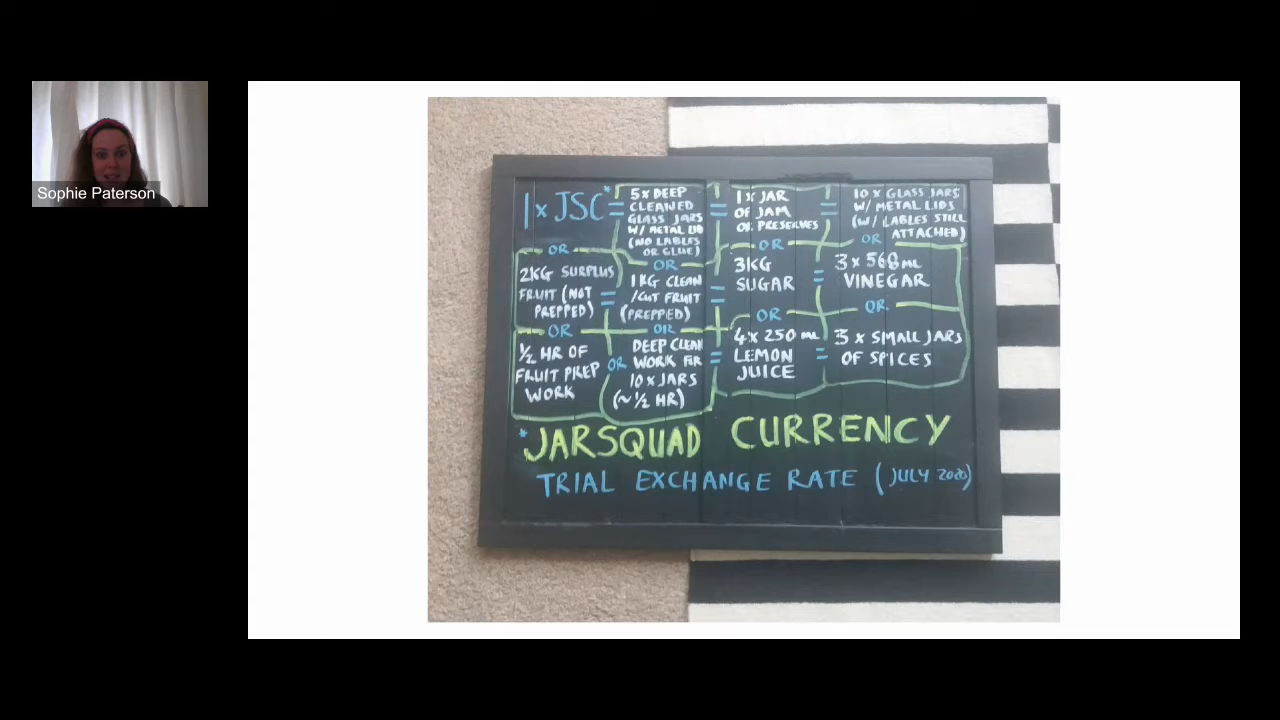 Sophie Paterson
1 x JSC* =
5 x DEEP
CLEANED
GLASS JARS
W/ METAL LID
(NO LABLES
OR GLUE)
=
1 x JAR
OF JAM
OR PRESERVES
=
10 x GLASS JARS
W/ METAL LIDS
(W/ LABLES STILL
ATTACHED)
OR
OR
OR
OR
2KG SURPLUS
FRUIT (NOT
PREPPED)
=
1 KG CLEAN
/CUT FRUIT
(PREPPED)
=
3KG
SUGAR
=
3 x 568 ML
VINEGAR
OR
OR
OR
OR
1/2 HR OF
FRUIT PREP
WORK
OR
DEEP CLEAN
WORK FOR
10 x JARS
(~ 1/2 HR)
=
4 x 250 ML
LEMON
JUICE
=
3 x SMALL JARS
OF SPICES
*JARSQUAD CURRENCY
TRIAL EXCHANGE RATE (JULY 2020)